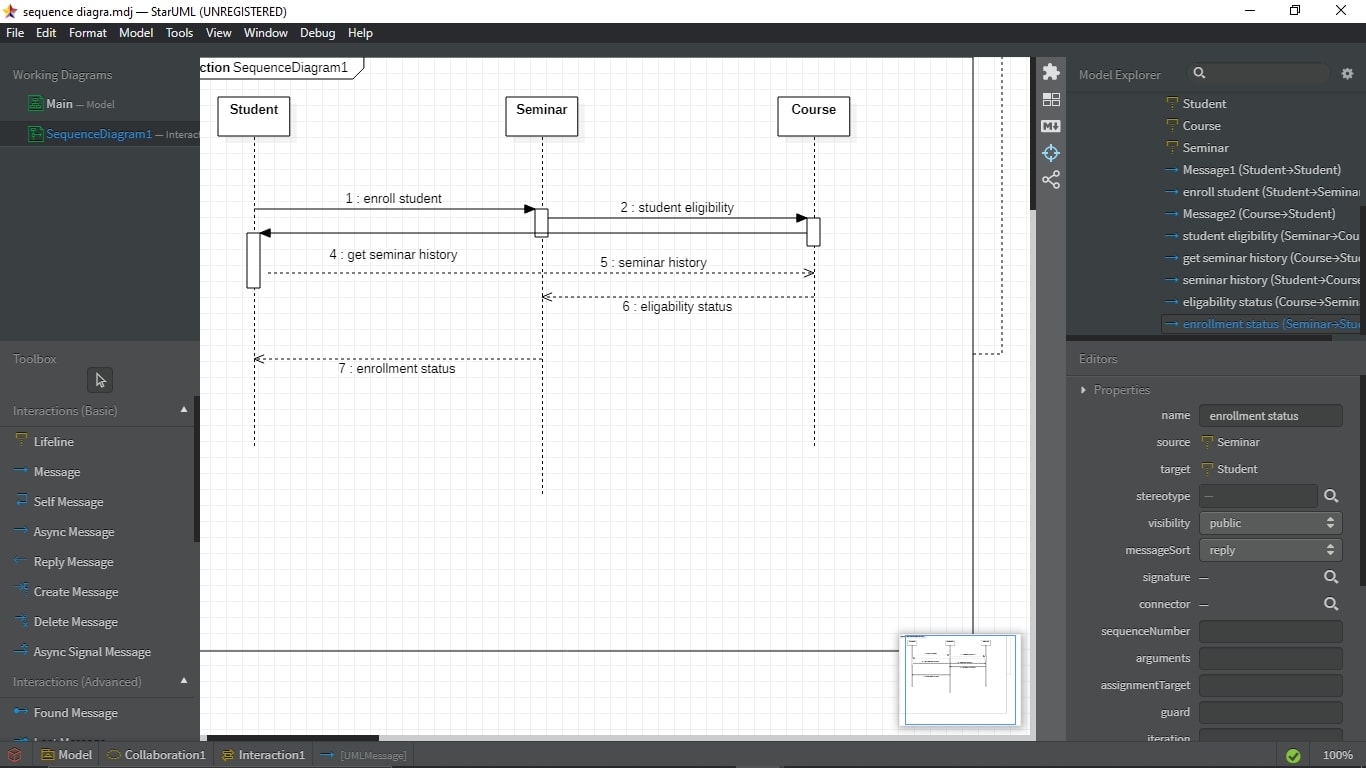 sequence diagra.mdj — StarUML (UNREGISTERED)
File Edit Format Model Tools View Window Debug Help
Working Diagrams
Main — Model
SequenceDiagram1 — Interact
Toolbox
Interactions (Basic)
Lifeline
Message
Self Message
Async Message
Reply Message
Create Message
Delete Message
Async Signal Message
Interactions (Advanced)
Found Message
ction SequenceDiagram1
Student
Seminar
Course
1 : enroll student
2 : student eligibility
4 : get seminar history
5 : seminar history
6 : eligability status
7 : enrollment status
Model Explorer
Student
Course
Seminar
Message1 (Student→Student)
enroll student (Student→Semina
Message2 (Course→Student)
student eligibility (Seminar→Cou
get seminar history (Course→Stu
seminar history (Student→Course
eligability status (Course→Semin
enrollment status (Seminar→Stu
Editors
Properties
name enrollment status
source Seminar
target Student
stereotype —
visibility public
messageSort reply
signature —
connector —
sequenceNumber
arguments
assignmentTarget
guard
iteration
Model Collaboration1 Interaction1 [UMLMessage]
100%